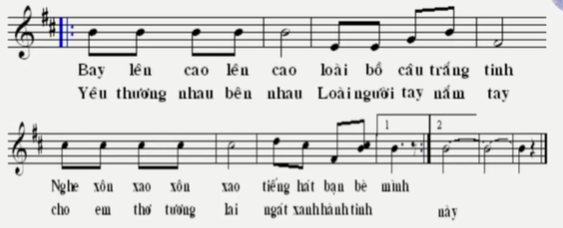 Bay lên cao lên cao loài bồ câu trắng tinh
Yêu thương nhau bên nhau Loài người tay nắm tay
1 2
Nghe xôn xao xôn xao tiếng hát bạn bè mình
cho em thơ tương lai ngát xanh hành tinh này